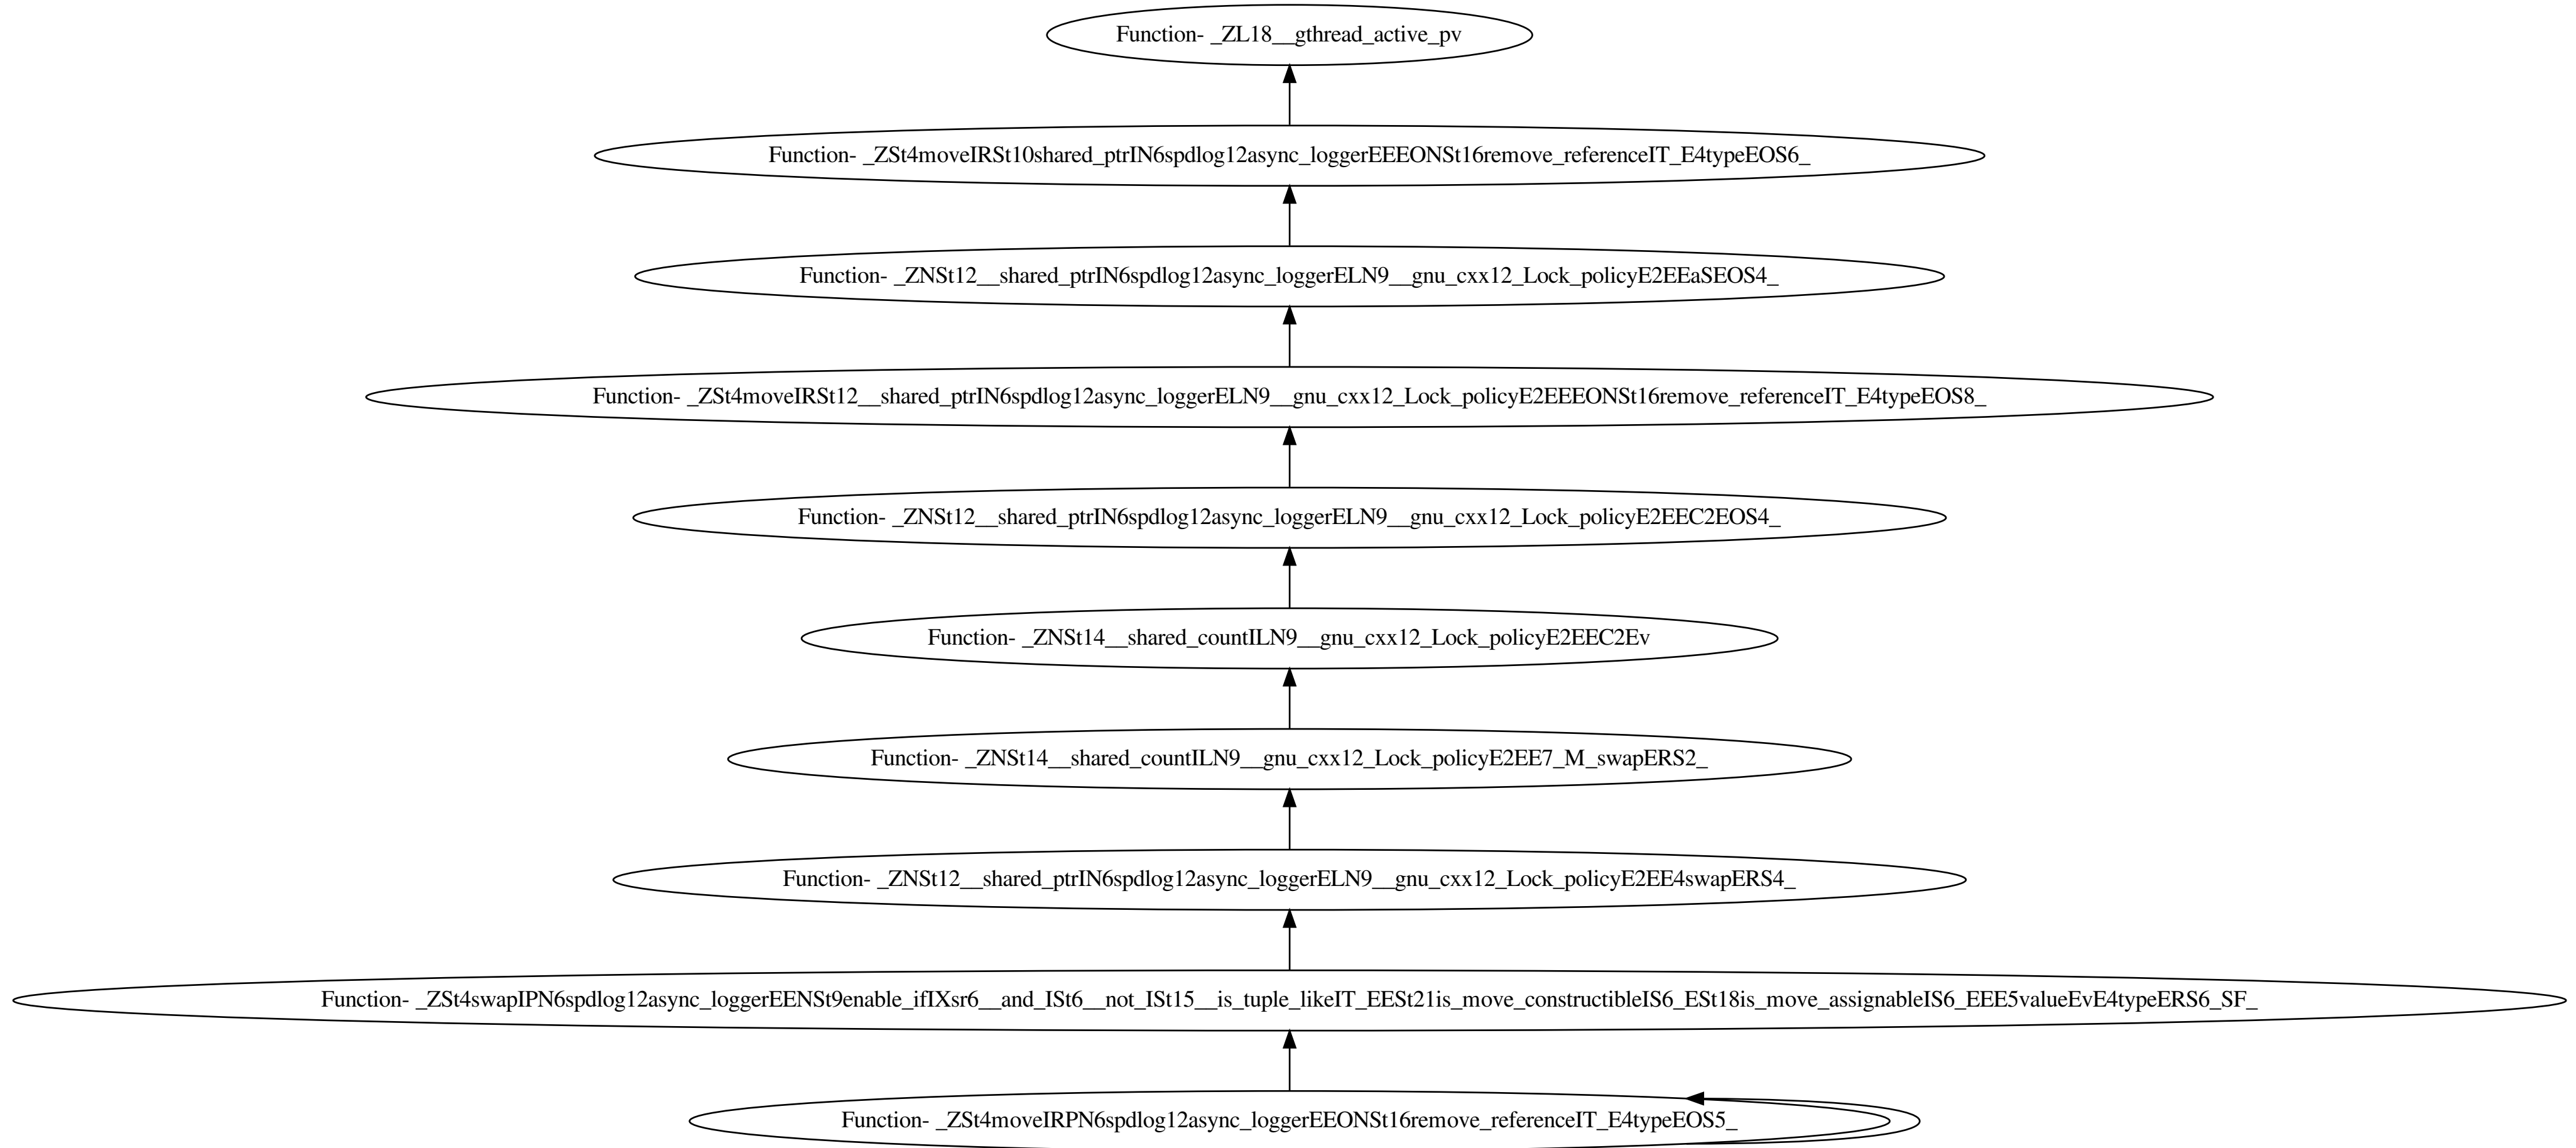 Function- _ZL18__gthread_active_pv
Function- _ZSt4moveIRSt10shared_ptrIN6spdlog12async_loggerEEEONSt16remove_referenceIT_E4typeEOS6_
Function- _ZNSt12__shared_ptrIN6spdlog12async_loggerELN9__gnu_cxx12_Lock_policyE2EEaSEOS4_
Function- _ZSt4moveIRSt12__shared_ptrIN6spdlog12async_loggerELN9__gnu_cxx12_Lock_policyE2EEEONSt16remove_referenceIT_E4typeEOS8_
Function- _ZNSt12__shared_ptrIN6spdlog12async_loggerELN9__gnu_cxx12_Lock_policyE2EEC2EOS4_
Function- _ZNSt14__shared_countILN9__gnu_cxx12_Lock_policyE2EEC2Ev
Function- _ZNSt14__shared_countILN9__gnu_cxx12_Lock_policyE2EE7_M_swapERS2_
Function- _ZNSt12__shared_ptrIN6spdlog12async_loggerELN9__gnu_cxx12_Lock_policyE2EE4swapERS4_
Function- _ZSt4swapIPN6spdlog12async_loggerEENSt9enable_ifIXsr6__and_ISt6__not_ISt15__is_tuple_likeIT_EESt21is_move_constructibleIS6_ESt18is_move_assignableIS6_EEE5valueEvE4typeERS6_SF_
Function- _ZSt4moveIRPN6spdlog12async_loggerEEONSt16remove_referenceIT_E4typeEOS5_